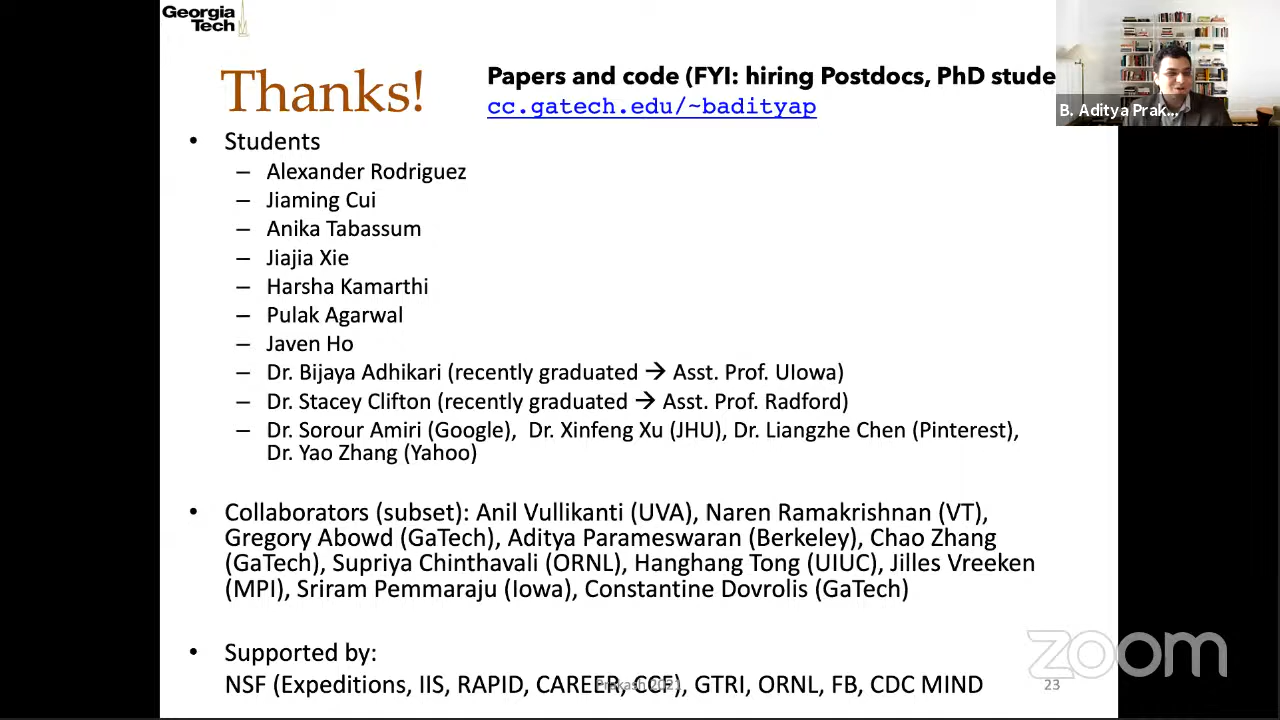 Georgia
Tech
Thanks!
Papers and code (FYI: hiring Postdocs, PhD stude
cc.gatech.edu/~badityap
B. Aditya Prak...
• Students
– Alexander Rodriguez
– Jiaming Cui
– Anika Tabassum
– Jiajia Xie
– Harsha Kamarthi
– Pulak Agarwal
– Javen Ho
– Dr. Bijaya Adhikari (recently graduated → Asst. Prof. UIowa)
– Dr. Stacey Clifton (recently graduated → Asst. Prof. Radford)
– Dr. Sorour Amiri (Google), Dr. Xinfeng Xu (JHU), Dr. Liangzhe Chen (Pinterest),
Dr. Yao Zhang (Yahoo)
• Collaborators (subset): Anil Vullikanti (UVA), Naren Ramakrishnan (VT),
Gregory Abowd (GaTech), Aditya Parameswaran (Berkeley), Chao Zhang
(GaTech), Supriya Chinthavali (ORNL), Hanghang Tong (UIUC), Jilles Vreeken
(MPI), Sriram Pemmaraju (Iowa), Constantine Dovrolis (GaTech)
• Supported by:
NSF (Expeditions, IIS, RAPID, CAREER, CCF), GTRI, ORNL, FB, CDC MIND
Prakash 2021
23
zoom